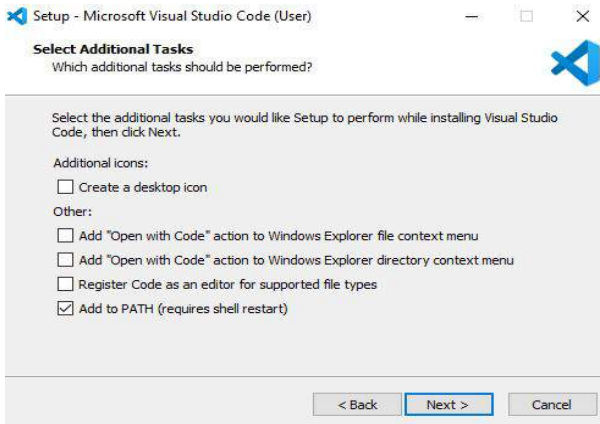 Setup - Microsoft Visual Studio Code (User)
Select Additional Tasks
Which additional tasks should be performed?
Select the additional tasks you would like Setup to perform while installing Visual Studio
Code, then click Next.
Additional icons:
Create a desktop icon
Other:
Add "Open with Code" action to Windows Explorer file context menu
Add "Open with Code" action to Windows Explorer directory context menu
Register Code as an editor for supported file types
Add to PATH (requires shell restart)
< Back Next > Cancel